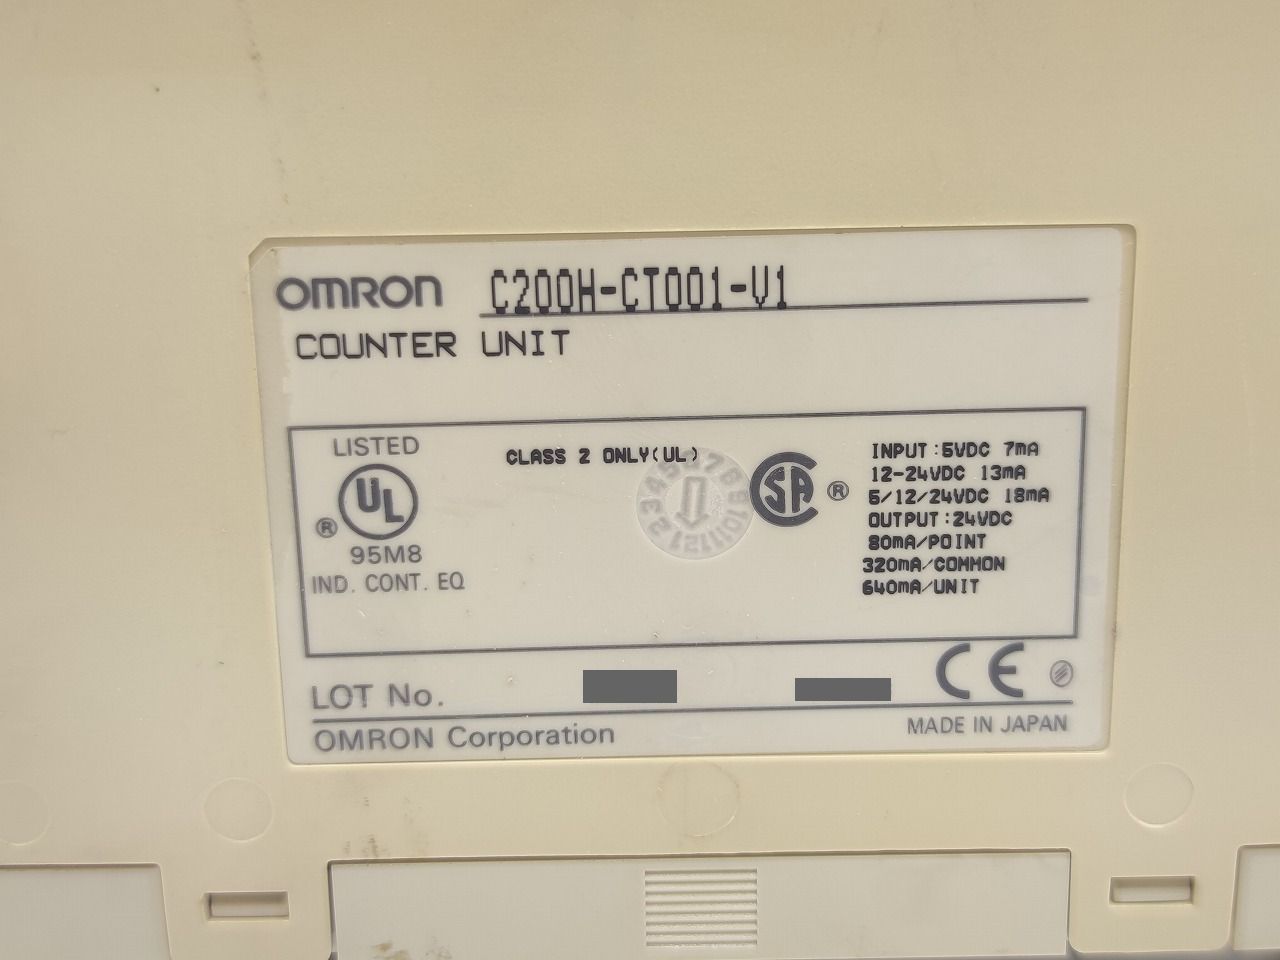 OMRON C200H-CT001-V1
COUNTER UNIT
LISTED
UL
®
95M8
IND. CONT. EQ
CLASS 2 ONLY(UL)
SA ®
INPUT:5VDC 7mA
12-24VDC 13mA
5/12/24VDC 18mA
OUTPUT:24VDC
80mA/POINT
320mA/COMMON
640mA/UNIT
LOT No.
CE
OMRON Corporation
MADE IN JAPAN